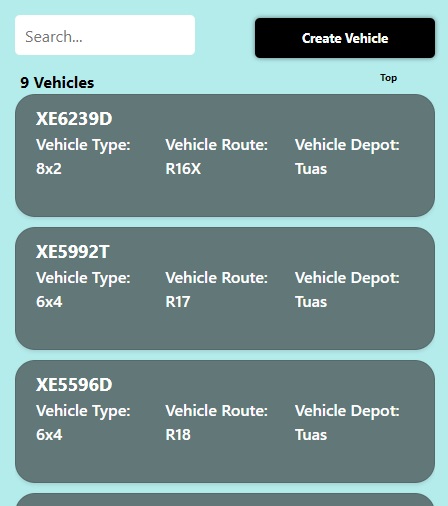 Search... Create Vehicle
9 Vehicles Top
XE6239D
Vehicle Type: Vehicle Route: Vehicle Depot:
8x2 R16X Tuas
XE5992T
Vehicle Type: Vehicle Route: Vehicle Depot:
6x4 R17 Tuas
XE5596D
Vehicle Type: Vehicle Route: Vehicle Depot:
6x4 R18 Tuas